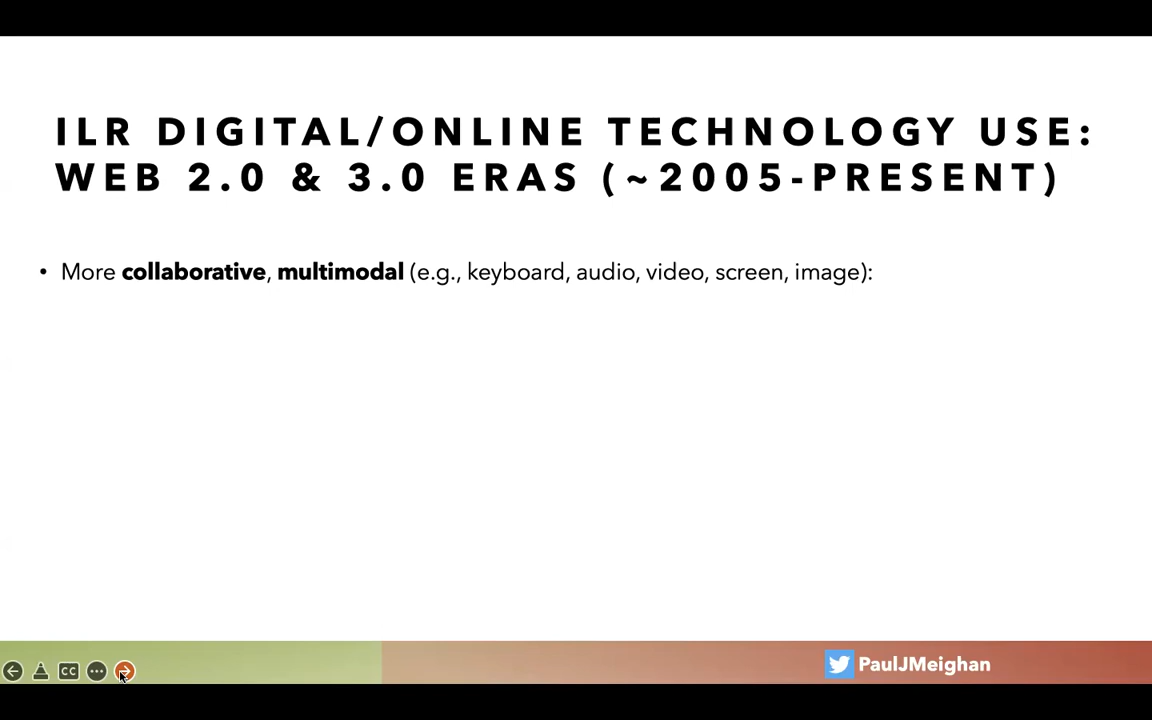 ILR DIGITAL/ONLINE TECHNOLOGY USE:
WEB 2.0 & 3.0 ERAS (~2005-PRESENT)
• More collaborative, multimodal (e.g., keyboard, audio, video, screen, image):
CC
PaulJMeighan